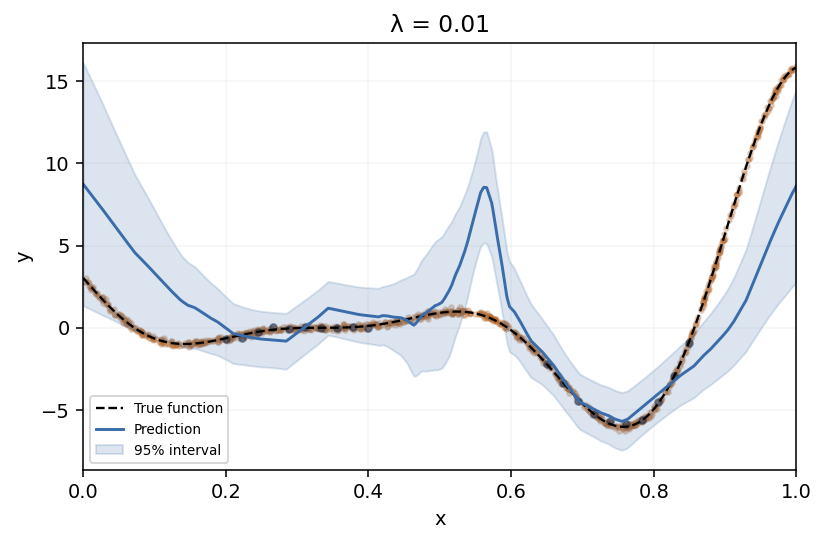 λ = 0.01
y
15
10
5
0
−5
True function
Prediction
95% interval
0.0 0.2 0.4 0.6 0.8 1.0
x